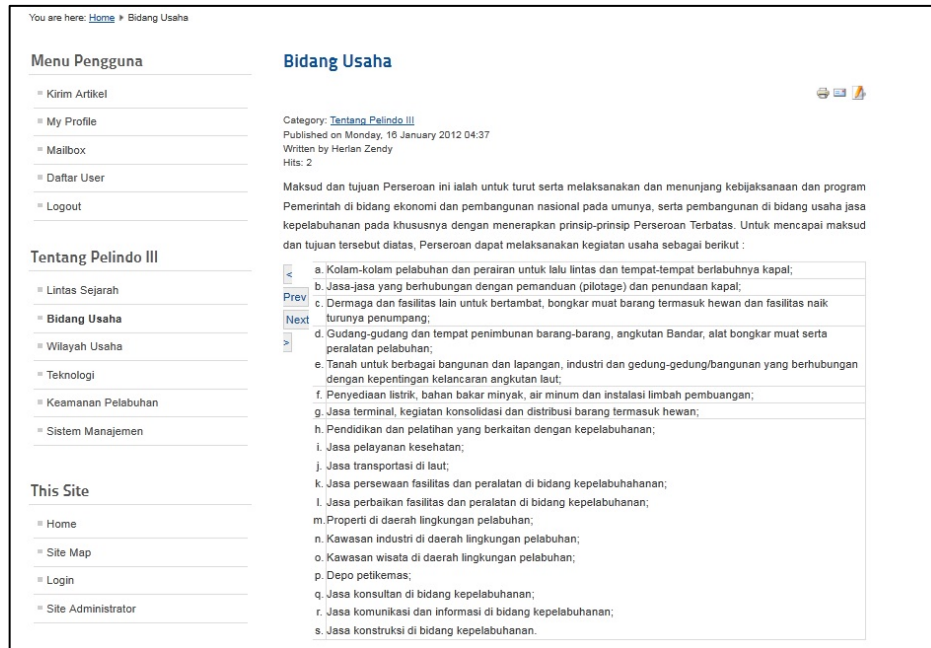 You are here: Home Bidang Usaha
Menu Pengguna
Kirim Artikel
My Profile
Mailbox
Daftar User
Logout
Tentang Pelindo III
Lintas Sejarah
Bidang Usaha
Wilayah Usaha
Teknologi
Keamanan Pelabuhan
Sistem Manajemen
This Site
Home
Site Map
Login
Site Administrator
Bidang Usaha
Category: Tentang Pelindo III
Published on Monday, 16 January 2012 04:37
Written by Herlan Zendy
Hits: 2
Maksud dan tujuan Perseroan ini ialah untuk turut serta melaksanakan dan menunjang kebijaksanaan dan program
Pemerintah di bidang ekonomi dan pembangunan nasional pada umunya, serta pembangunan di bidang usaha jasa
kepelabuhanan pada khususnya dengan menerapkan prinsip-prinsip Perseroan Terbatas. Untuk mencapai maksud
dan tujuan tersebut diatas, Perseroan dapat melaksanakan kegiatan usaha sebagai berikut :
<
Prev
Next
>
a. Kolam-kolam pelabuhan dan perairan untuk lalu lintas dan tempat-tempat berlabuhnya kapal;
b. Jasa-jasa yang berhubungan dengan pemanduan (pilotage) dan penundaan kapal;
c. Dermaga dan fasilitas lain untuk bertambat, bongkar muat barang termasuk hewan dan fasilitas naik
turunya penumpang;
d. Gudang-gudang dan tempat penimbunan barang-barang, angkutan Bandar, alat bongkar muat serta
peralatan pelabuhan;
e. Tanah untuk berbagai bangunan dan lapangan, industri dan gedung-gedung/bangunan yang berhubungan
dengan kepentingan kelancaran angkutan laut;
f. Penyediaan listrik, bahan bakar minyak, air minum dan instalasi limbah pembuangan;
g. Jasa terminal, kegiatan konsolidasi dan distribusi barang termasuk hewan;
h. Pendidikan dan pelatihan yang berkaitan dengan kepelabuhanan;
i. Jasa pelayanan kesehatan;
j. Jasa transportasi di laut;
k. Jasa persewaan fasilitas dan peralatan di bidang kepelabuhahanan;
l. Jasa perbaikan fasilitas dan peralatan di bidang kepelabuhanan;
m. Properti di daerah lingkungan pelabuhan;
n. Kawasan industri di daerah lingkungan pelabuhan;
o. Kawasan wisata di daerah lingkungan pelabuhan;
p. Depo petikemas;
q. Jasa konsultan di bidang kepelabuhanan;
r. Jasa komunikasi dan informasi di bidang kepelabuhanan;
s. Jasa konstruksi di bidang kepelabuhanan.